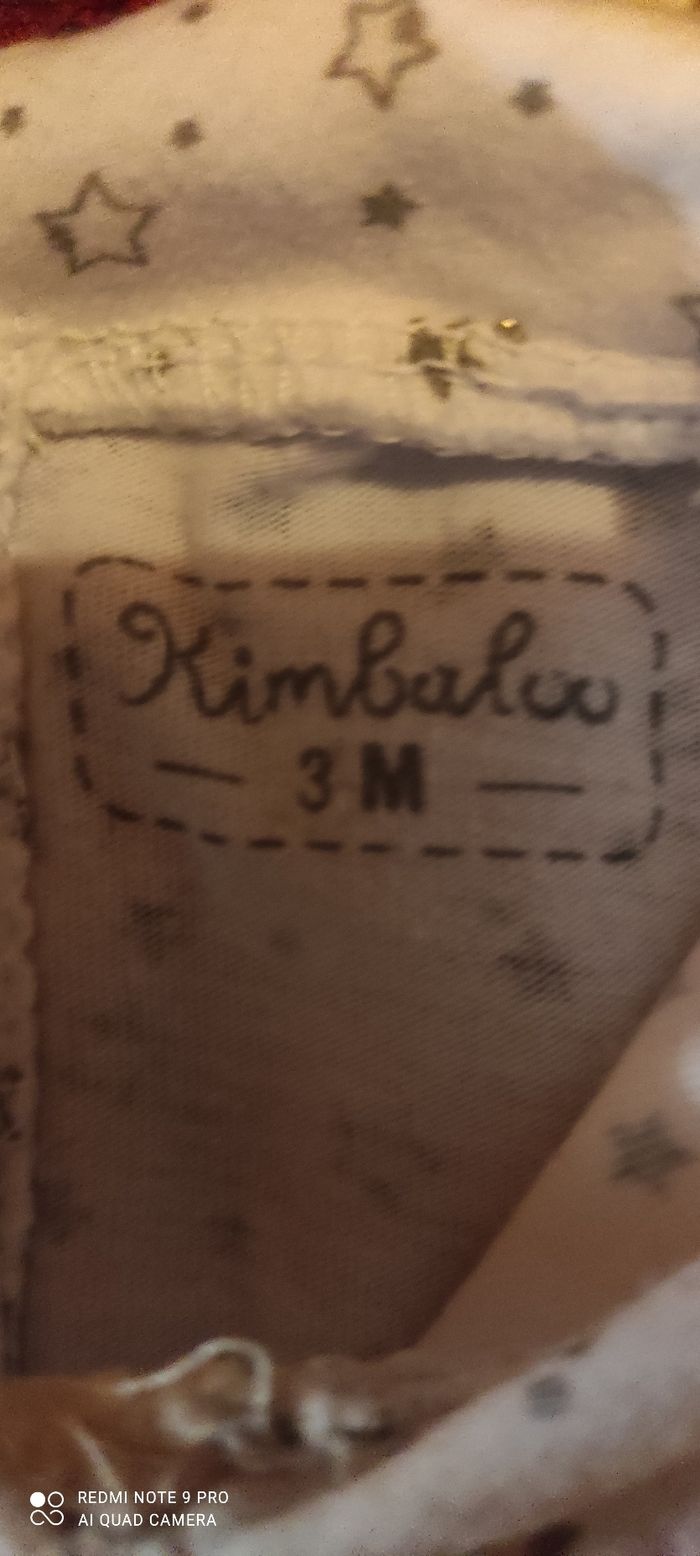 Kimbaloo
3 M
REDMI NOTE 9 PRO
AI QUAD CAMERA